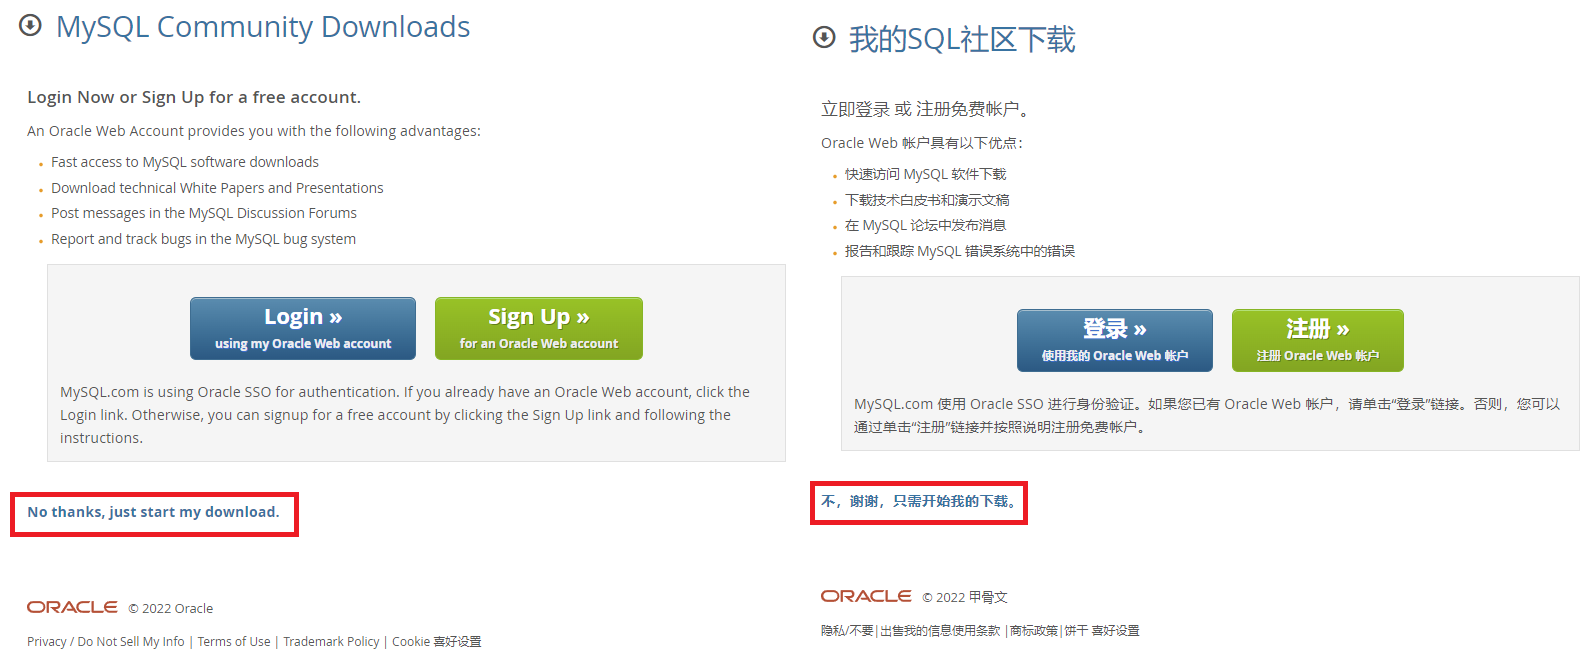 MySQL Community Downloads
Login Now or Sign Up for a free account.
An Oracle Web Account provides you with the following advantages:
Fast access to MySQL software downloads
Download technical White Papers and Presentations
Post messages in the MySQL Discussion Forums
Report and track bugs in the MySQL bug system
Login »
using my Oracle Web account
Sign Up »
for an Oracle Web account
MySQL.com is using Oracle SSO for authentication. If you already have an Oracle Web account, click the
Login link. Otherwise, you can signup for a free account by clicking the Sign Up link and following the
instructions.
No thanks, just start my download.
ORACLE © 2022 Oracle
Privacy / Do Not Sell My Info | Terms of Use | Trademark Policy | Cookie 喜好设置
我的SQL社区下载
立即登录 或 注册免费帐户。
Oracle Web 帐户具有以下优点：
快速访问 MySQL 软件下载
下载技术白皮书和演示文稿
在 MySQL 论坛中发布消息
报告和跟踪 MySQL 错误系统中的错误
登录 »
使用我的 Oracle Web 帐户
注册 »
注册 Oracle Web 帐户
MySQL.com 使用 Oracle SSO 进行身份验证。如果您已有 Oracle Web 帐户，请单击“登录”链接。否则，您可以
通过单击“注册”链接并按照说明注册免费帐户。
不，谢谢，只需开始我的下载。
ORACLE © 2022 甲骨文
隐私/不要|出售我的信息使用条款 |商标政策|饼干 喜好设置